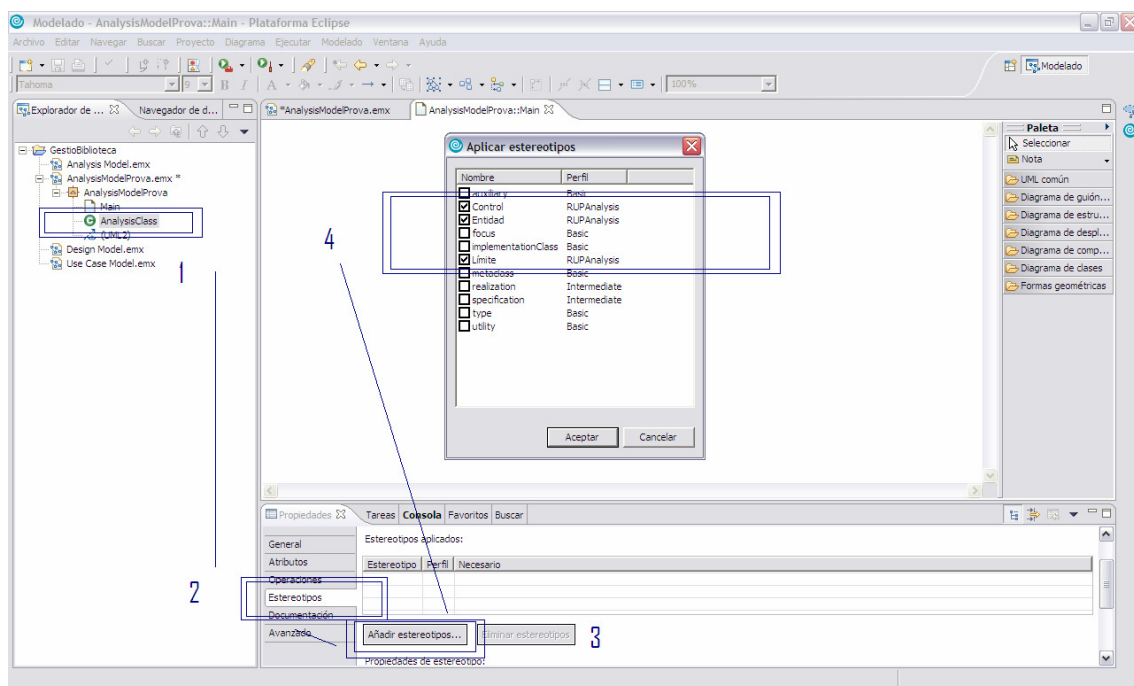 Modelado - AnalysisModelProva::Main - Plataforma Eclipse
Archivo Editar Navegar Buscar Proyecto Diagrama Ejecutar Modelado Ventana Ayuda
Modelado
Tahoma 9 B I A 100%
Explorador de ... Navegador de d...
*AnalysisModelProva.emx AnalysisModelProva::Main
GestioBiblioteca
Analysis Model.emx
AnalysisModelProva.emx *
AnalysisModelProva
Main
AnalysisClass
(UML2)
Design Model.emx
Use Case Model.emx
1
2
4
Aplicar estereotipos
Nombre Perfil
auxiliary Basic
Control RUPAnalysis
Entidad RUPAnalysis
focus Basic
implementationClass Basic
Límite RUPAnalysis
metaclass Basic
realization Intermediate
specification Intermediate
type Basic
utility Basic
Aceptar Cancelar
Paleta
Seleccionar
Nota
UML común
Diagrama de guión...
Diagrama de estru...
Diagrama de despl...
Diagrama de comp...
Diagrama de clases
Formas geométricas
Propiedades Tareas Consola Favoritos Buscar
General
Atributos
Operaciones
Estereotipos
Documentación
Avanzado
Estereotipos aplicados:
Estereotipo Perfil Necesario
Añadir estereotipos... Eliminar estereotipos
3
Propiedades de estereotipo: